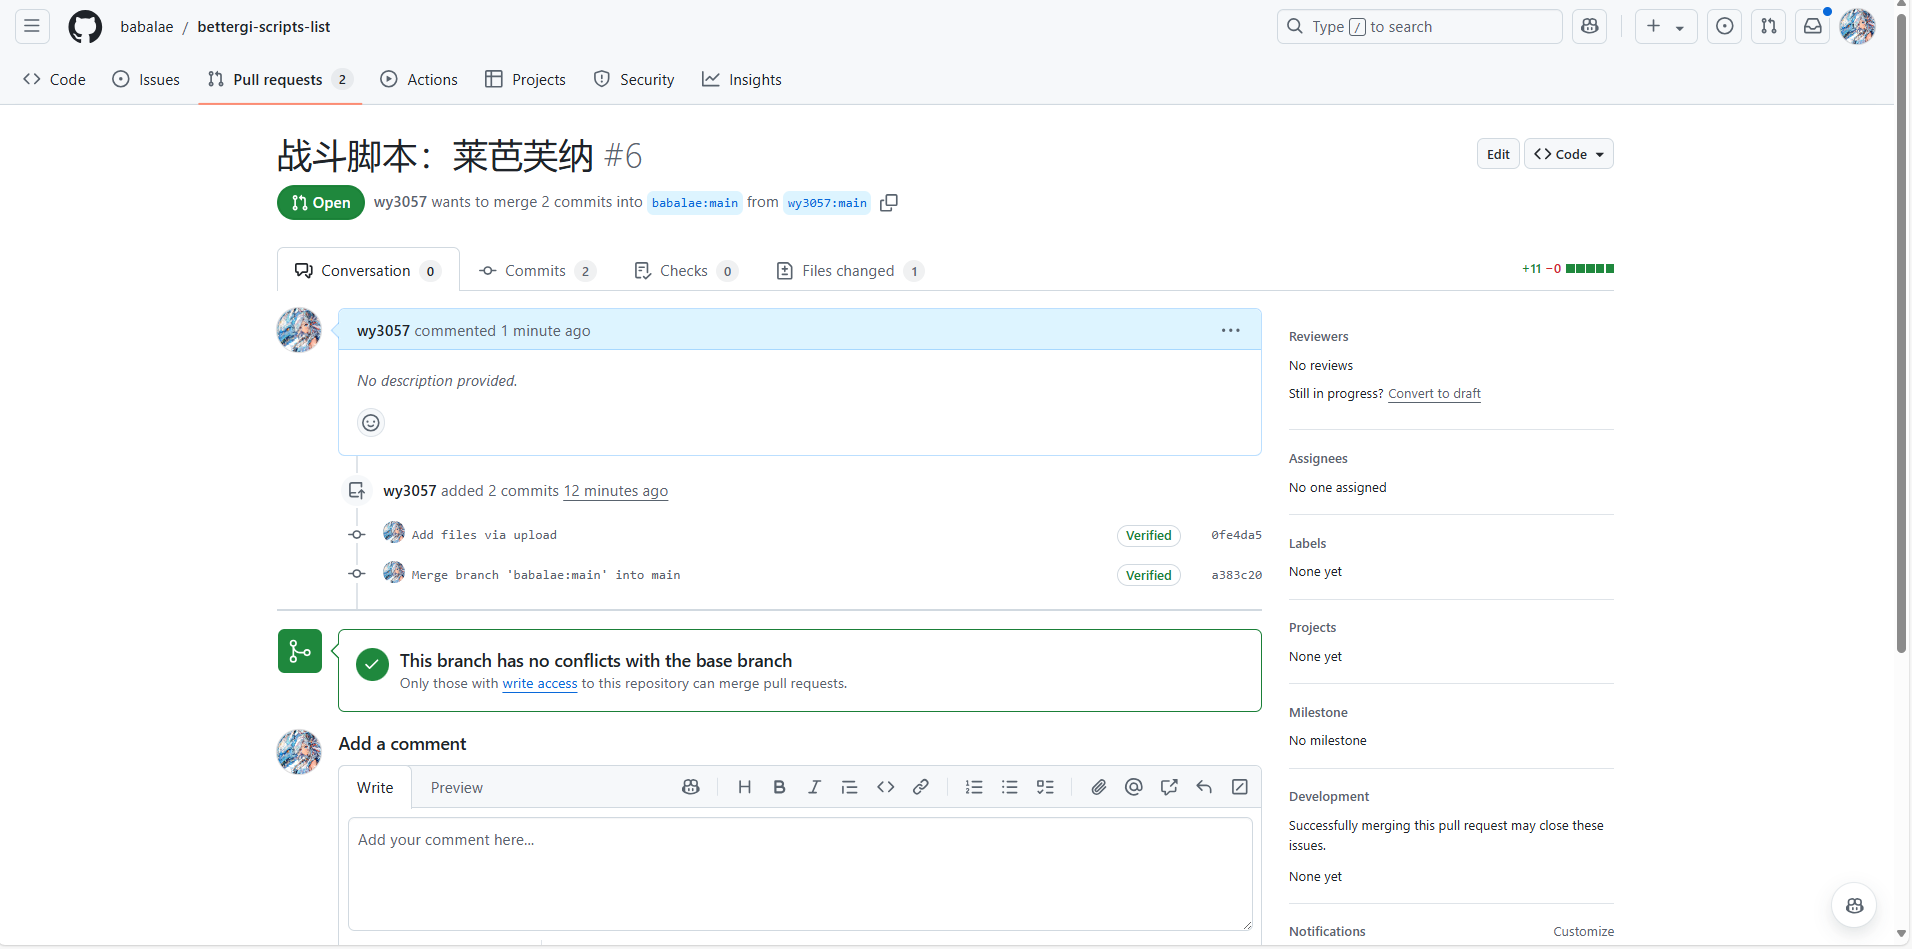 babalae / bettergi-scripts-list
Type / to search
Code
Issues
Pull requests 2
Actions
Projects
Security
Insights
战斗脚本：莱芭芙纳 #6
Edit
Code
Open
wy3057 wants to merge 2 commits into babalae:main from wy3057:main
Conversation 0
Commits 2
Checks 0
Files changed 1
+11 −0
wy3057 commented 1 minute ago
No description provided.
wy3057 added 2 commits 12 minutes ago
Add files via upload
Verified
0fe4da5
Merge branch 'babalae:main' into main
Verified
a383c20
This branch has no conflicts with the base branch
Only those with write access to this repository can merge pull requests.
Add a comment
Write
Preview
Add your comment here...
Reviewers
No reviews
Still in progress? Convert to draft
Assignees
No one assigned
Labels
None yet
Projects
None yet
Milestone
No milestone
Development
Successfully merging this pull request may close these
issues.
None yet
Notifications
Customize